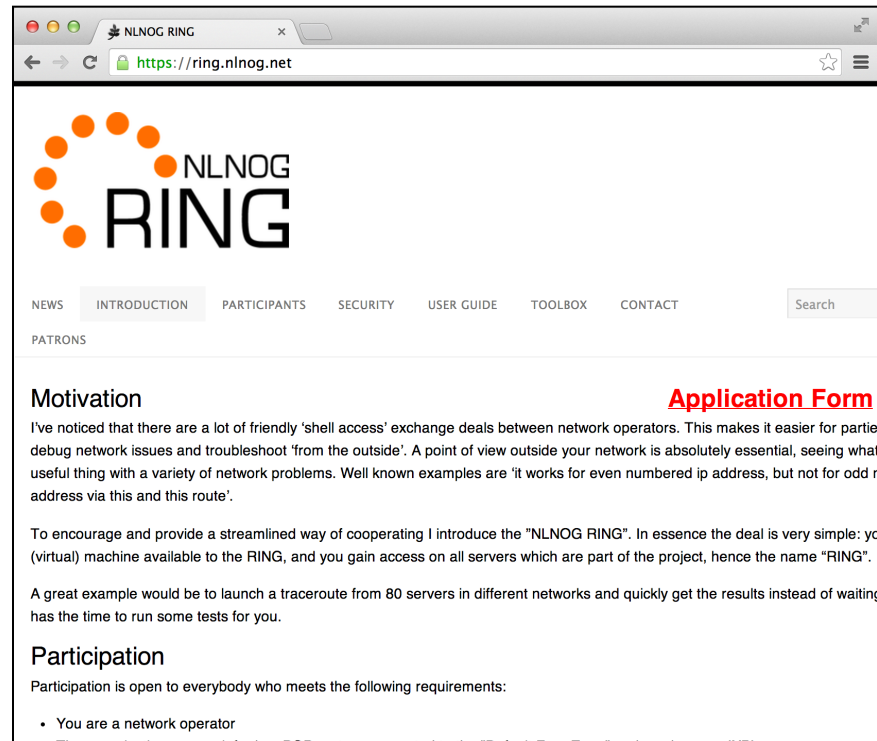 NLNOG RING
https://ring.nlnog.net
NLNOG
RING
NEWS INTRODUCTION PARTICIPANTS SECURITY USER GUIDE TOOLBOX CONTACT Search
PATRONS
Motivation Application Form
I've noticed that there are a lot of friendly ‘shell access’ exchange deals between network operators. This makes it easier for partie
debug network issues and troubleshoot ‘from the outside’. A point of view outside your network is absolutely essential, seeing what
useful thing with a variety of network problems. Well known examples are ‘it works for even numbered ip address, but not for odd
address via this and this route’.
To encourage and provide a streamlined way of cooperating I introduce the ”NLNOG RING”. In essence the deal is very simple:
(virtual) machine available to the RING, and you gain access on all servers which are part of the project, hence the name “RING”.
A great example would be to launch a traceroute from 80 servers in different networks and quickly get the results instead of waiting
has the time to run some tests for you.
Participation
Participation is open to everybody who meets the following requirements:
• You are a network operator